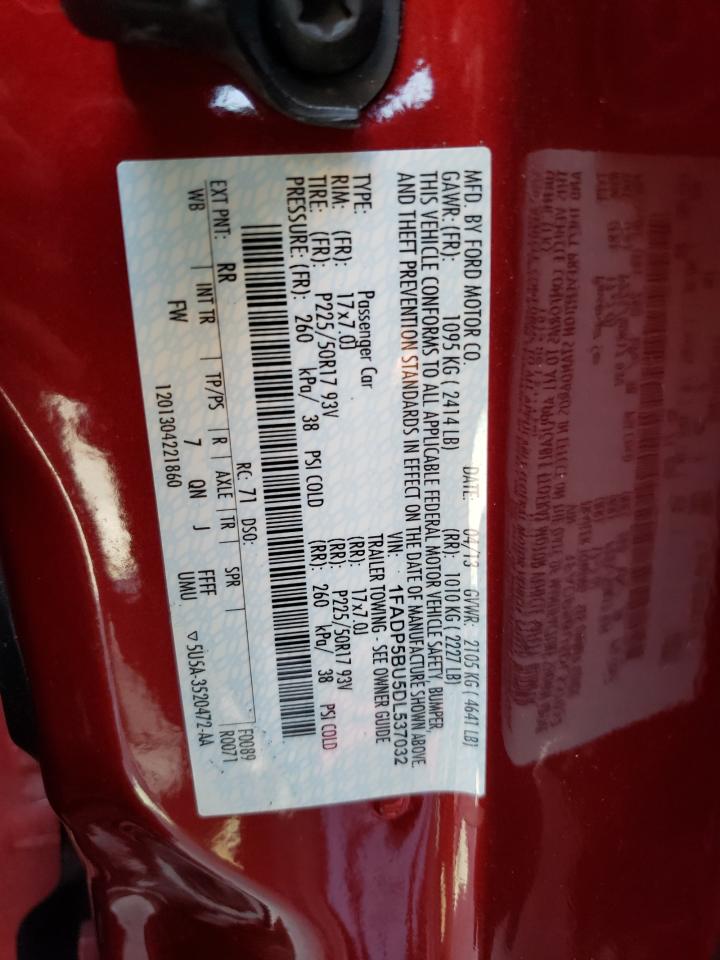 MFD. BY FORD MOTOR CO.
DATE: 04/13 GVWR: 2105 KG ( 4641 LB)
GAWR: (FR): 1095 KG ( 2414 LB) (RR): 1010 KG ( 2227 LB)
THIS VEHICLE CONFORMS TO ALL APPLICABLE FEDERAL MOTOR VEHICLE SAFETY, BUMPER,
AND THEFT PREVENTION STANDARDS IN EFFECT ON THE DATE OF MANUFACTURE SHOWN ABOVE.
VIN: 1FADP5BU5DL537032
TYPE: Passenger Car TRAILER TOWING - SEE OWNER GUIDE
RIM: (FR): 17x7.0J (RR): 17x7.0J
TIRE: (FR): P225/50R17 93V (RR): P225/50R17 93V
PRESSURE: (FR): 260 kPa/ 38 PSI COLD (RR): 260 kPa/ 38 PSI COLD
RC: 71 DSO: F0089
EXT PNT: RR R0071
WB | INT TR | TP/PS | R | AXLE | TR | SPR |
FW 7 QN J FFFF
UMU
1201304221860 ▽5U5A-3520472-AA